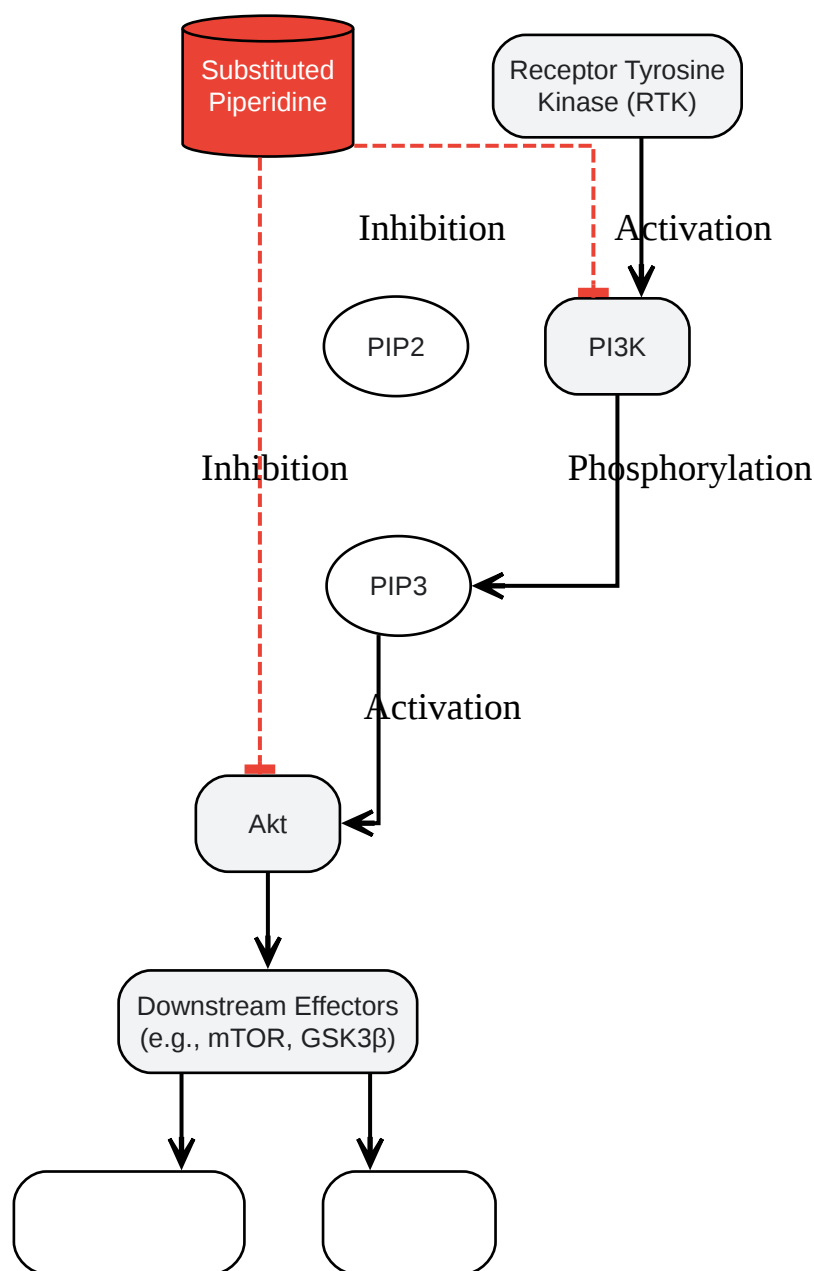 Substituted
Piperidine
Receptor Tyrosine
Kinase (RTK)
Inhibition
Activation
PIP2
PI3K
Inhibition
Phosphorylation
PIP3
Activation
Akt
Downstream Effectors
(e.g., mTOR, GSK3β)